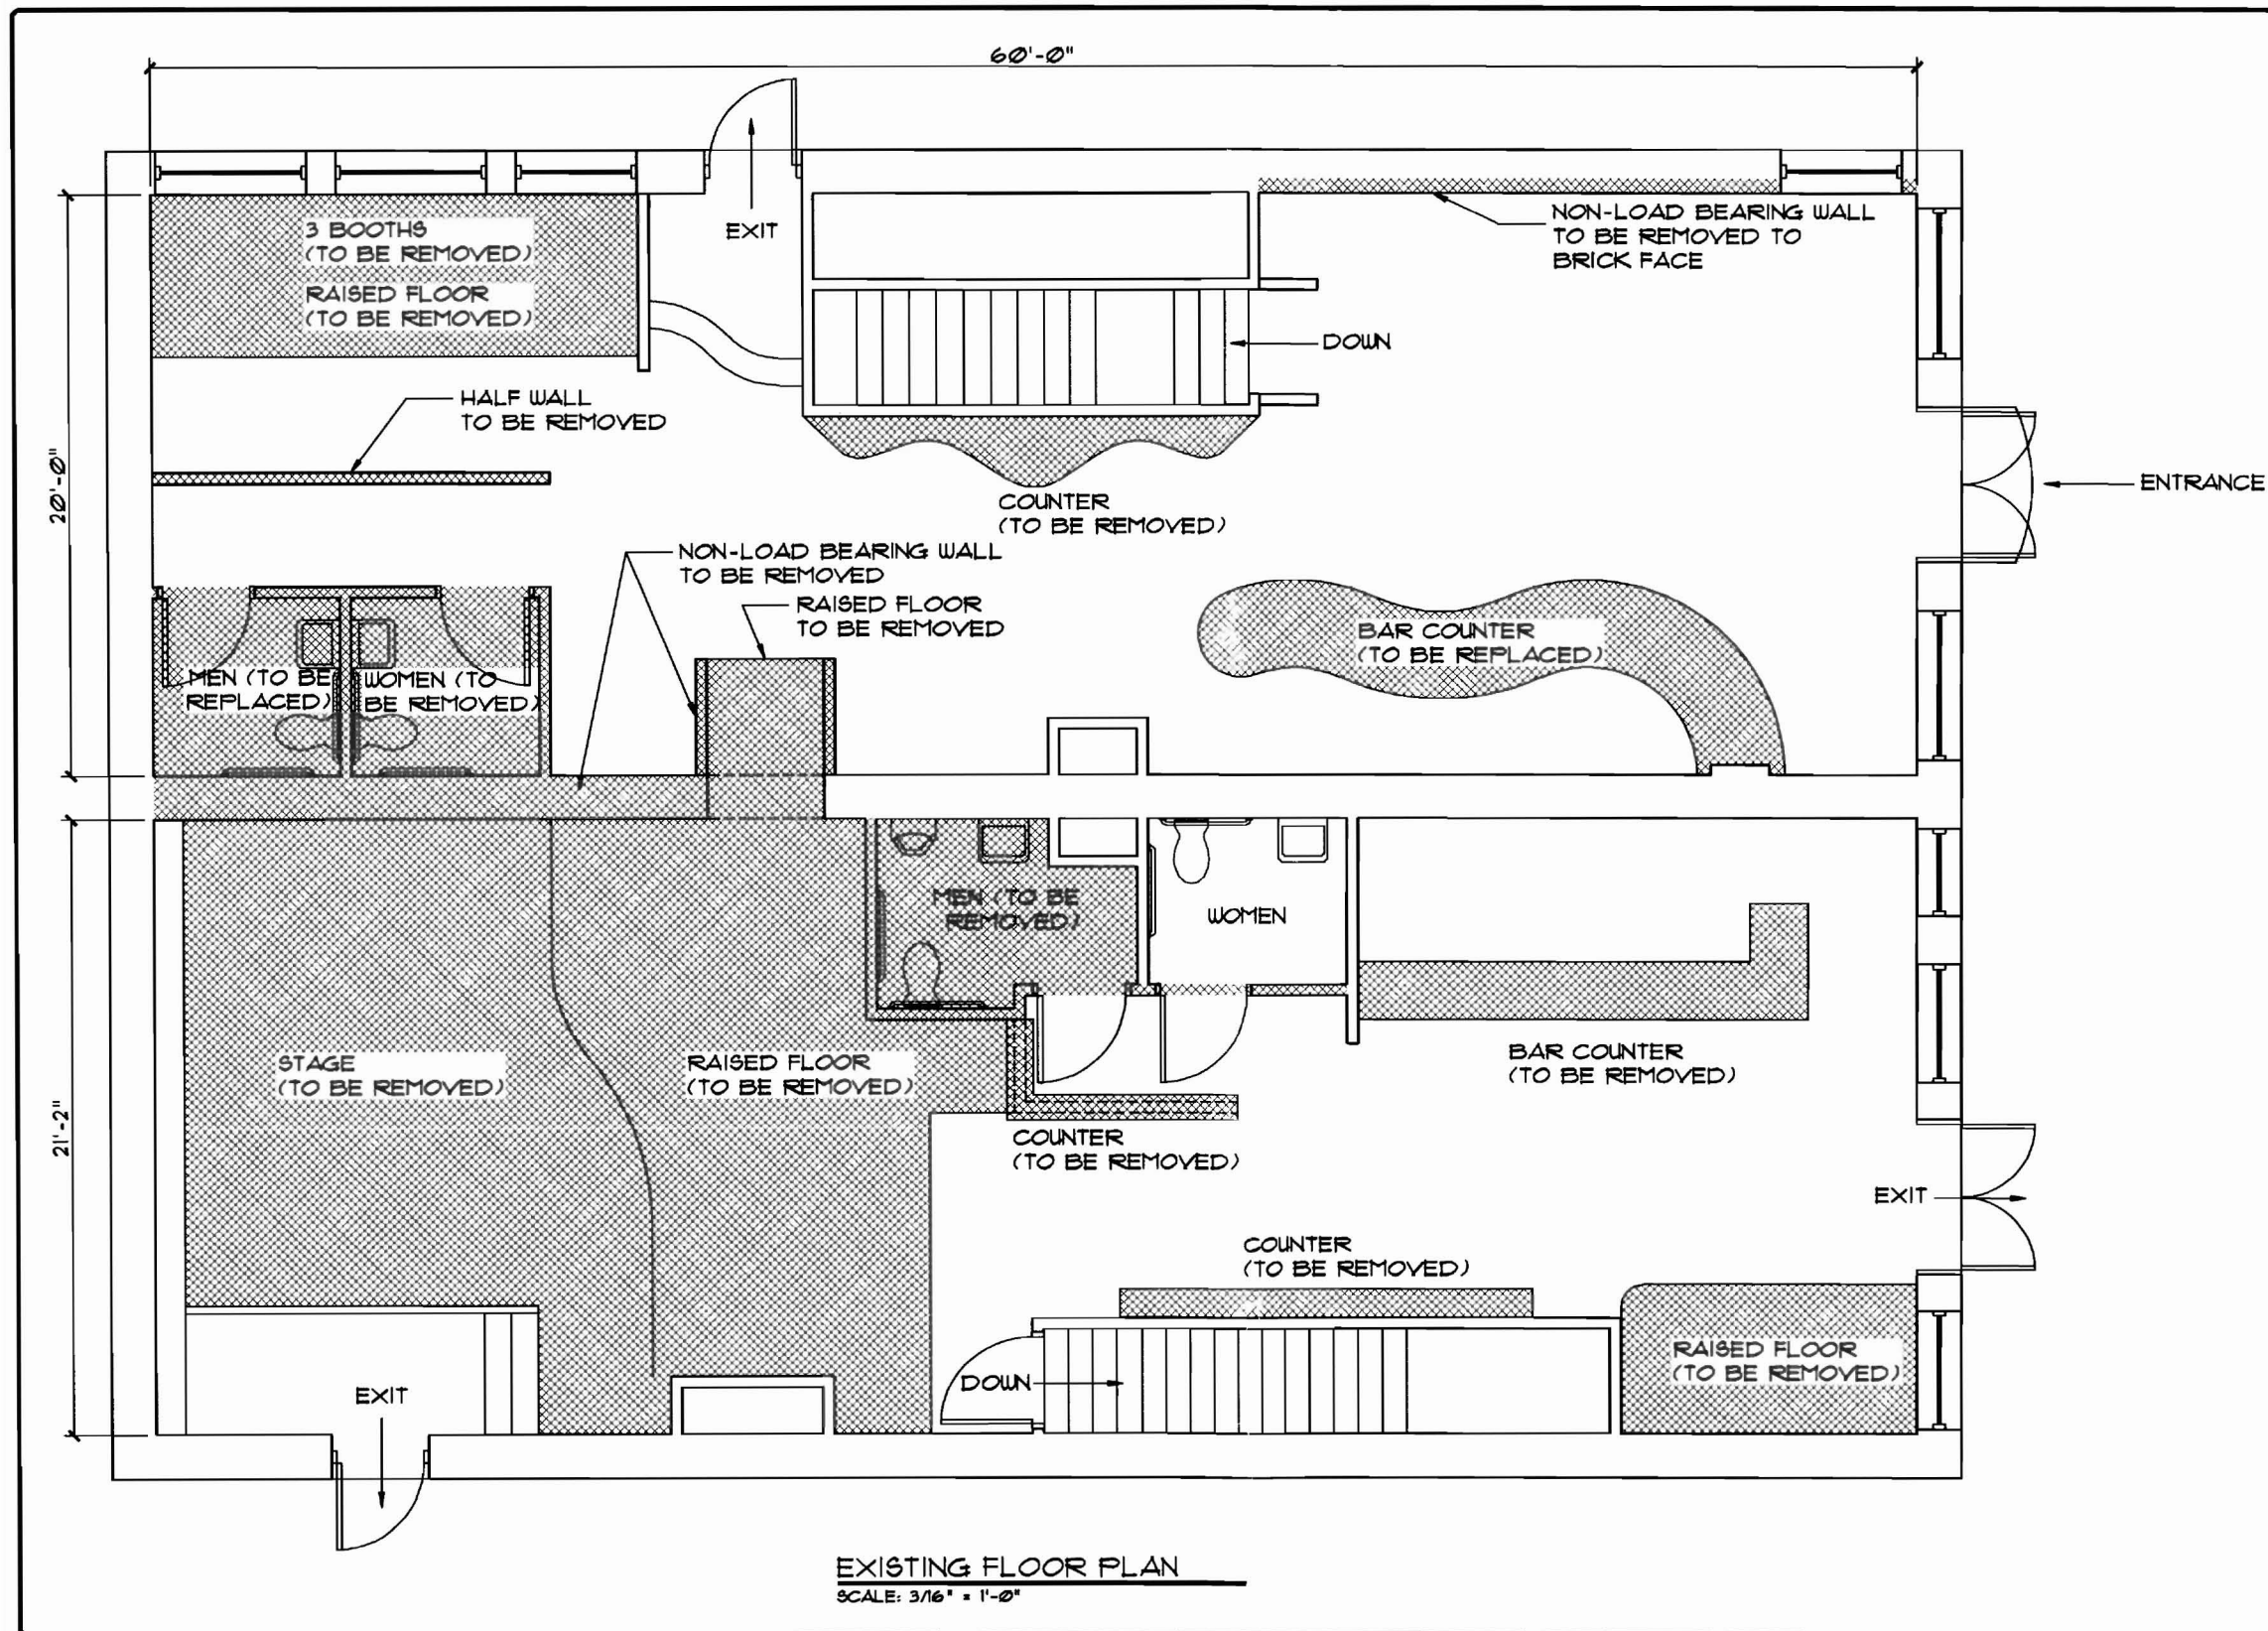 60'-0"
EXIT
3 BOOTHS
(TO BE REMOVED)
RAISED FLOOR
(TO BE REMOVED)
NON-LOAD BEARING WALL
TO BE REMOVED TO
BRICK FACE
DOWN
HALF WALL
TO BE REMOVED
20'-0"
COUNTER
(TO BE REMOVED)
ENTRANCE
NON-LOAD BEARING WALL
TO BE REMOVED
RAISED FLOOR
TO BE REMOVED
BAR COUNTER
(TO BE REPLACED)
MEN (TO BE
REPLACED)
WOMEN (TO
BE REMOVED)
MEN (TO BE
REMOVED)
WOMEN
STAGE
(TO BE REMOVED)
RAISED FLOOR
(TO BE REMOVED)
BAR COUNTER
(TO BE REMOVED)
21'-2"
COUNTER
(TO BE REMOVED)
EXIT
COUNTER
(TO BE REMOVED)
RAISED FLOOR
(TO BE REMOVED)
DOWN
EXIT
EXISTING FLOOR PLAN
SCALE: 3/16" = 1'-0"